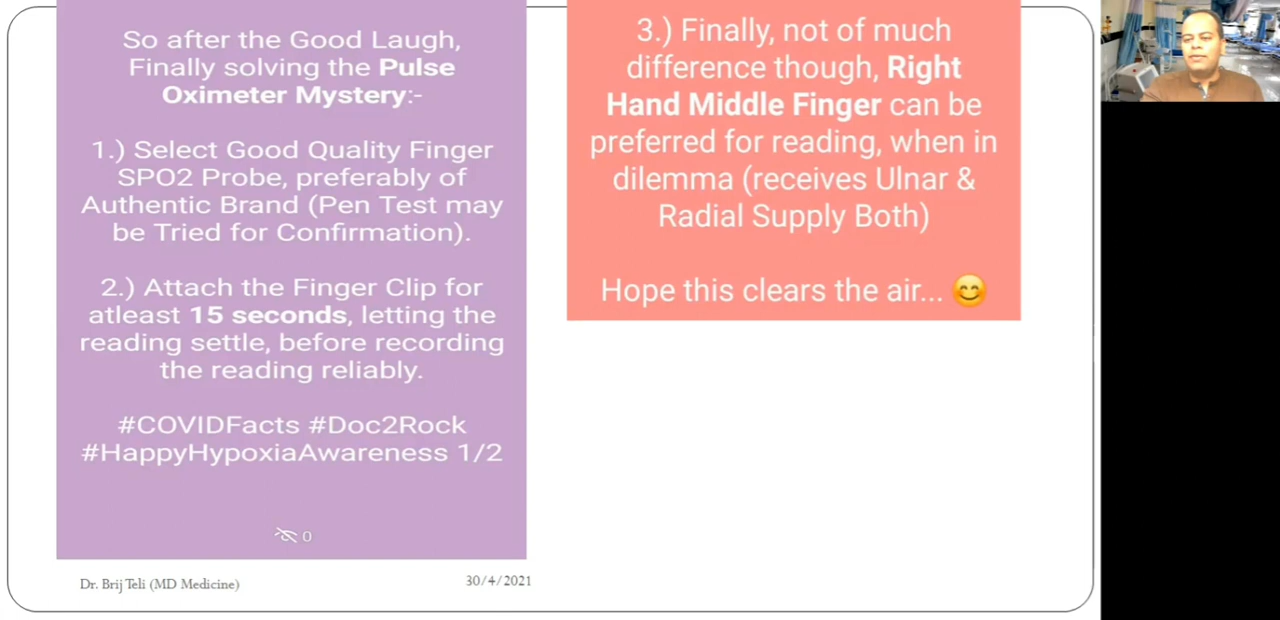 So after the Good Laugh,
Finally solving the Pulse
Oximeter Mystery:-
1.) Select Good Quality Finger
SPO2 Probe, preferably of
Authentic Brand (Pen Test may
be Tried for Confirmation).
2.) Attach the Finger Clip for
atleast 15 seconds, letting the
reading settle, before recording
the reading reliably.
#COVIDFacts #Doc2Rock
#HappyHypoxiaAwareness 1/2
0
3.) Finally, not of much
difference though, Right
Hand Middle Finger can be
preferred for reading, when in
dilemma (receives Ulnar &
Radial Supply Both)
Hope this clears the air... 😊
Dr. Brij Teli (MD Medicine)
30/4/2021